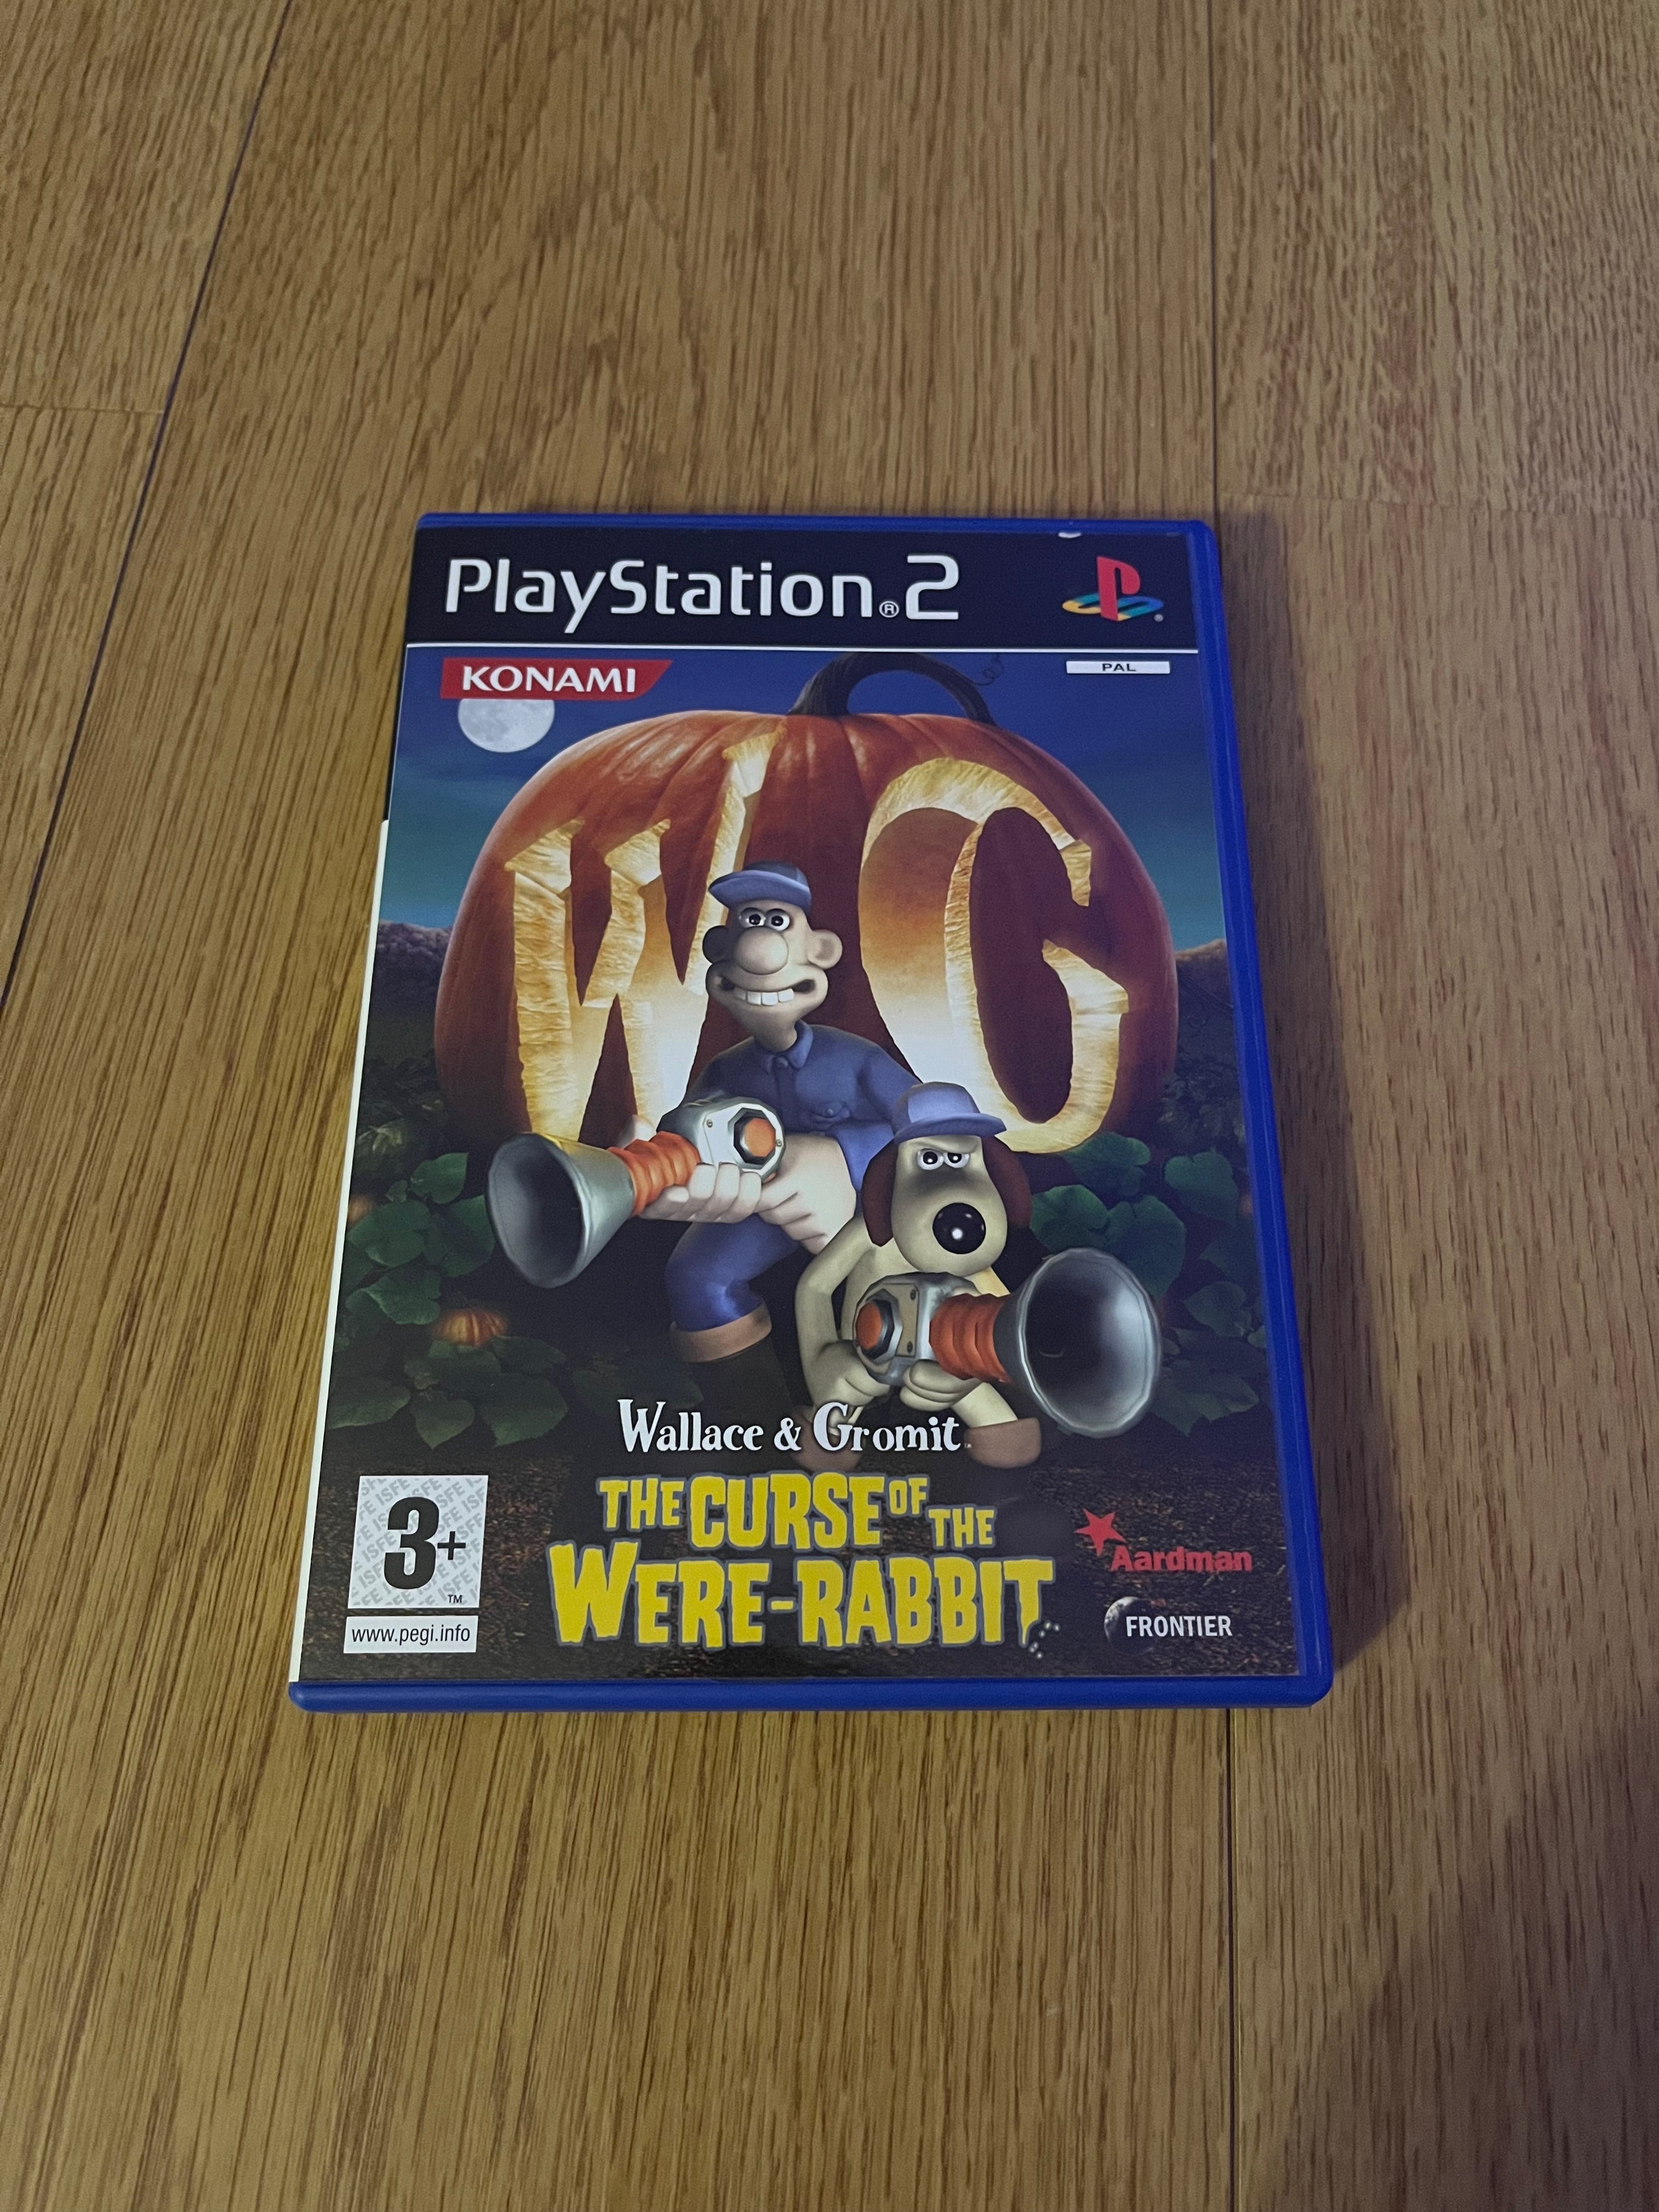 PlayStation®2
KONAMI
PAL
WG
Wallace & Gromit
THE CURSE OF THE
WERE-RABBIT
3+
TM
www.pegi.info
Aardman
FRONTIER